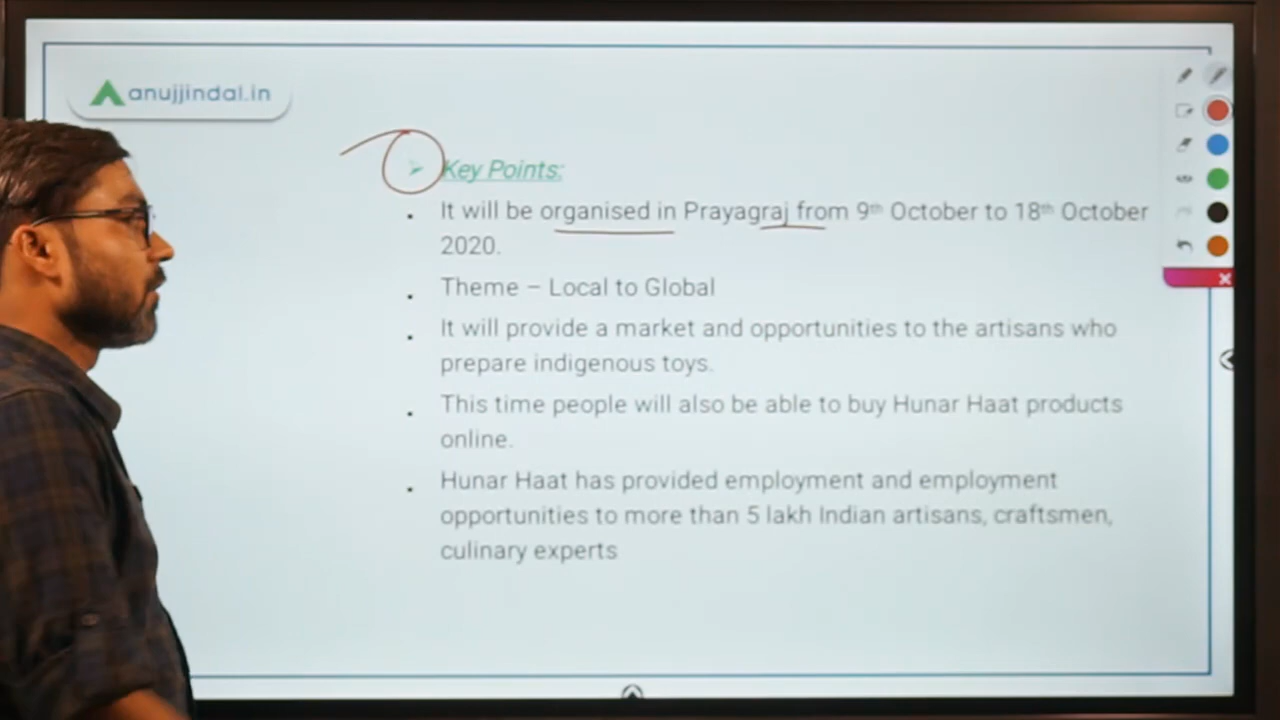 anujjindal.in
Key Points:
It will be organised in Prayagraj from 9th October to 18th October
2020.
Theme – Local to Global
It will provide a market and opportunities to the artisans who
prepare indigenous toys.
This time people will also be able to buy Hunar Haat products
online.
Hunar Haat has provided employment and employment
opportunities to more than 5 lakh Indian artisans, craftsmen,
culinary experts